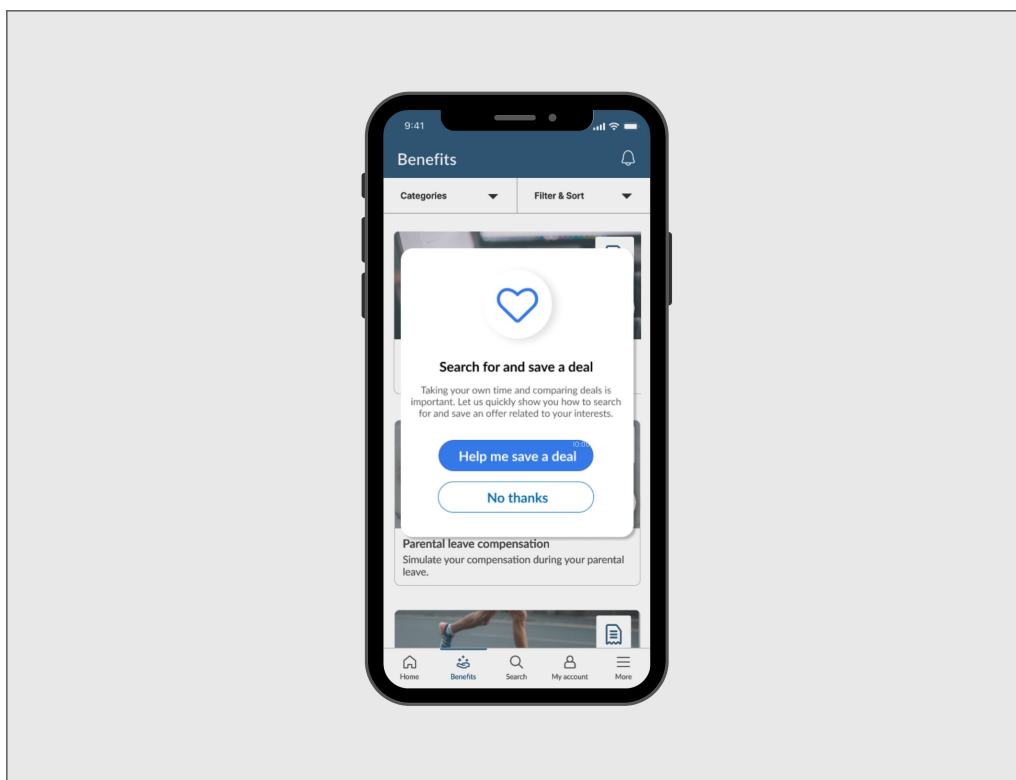 9:41
Benefits
Categories
Filter & Sort
Search for and save a deal
Taking your own time and comparing deals is
important. Let us quickly show you how to search
for and save an offer related to your interests.
Help me save a deal
No thanks
Parental leave compensation
Simulate your compensation during your parental
leave.
Home
Benefits
Search
My account
More